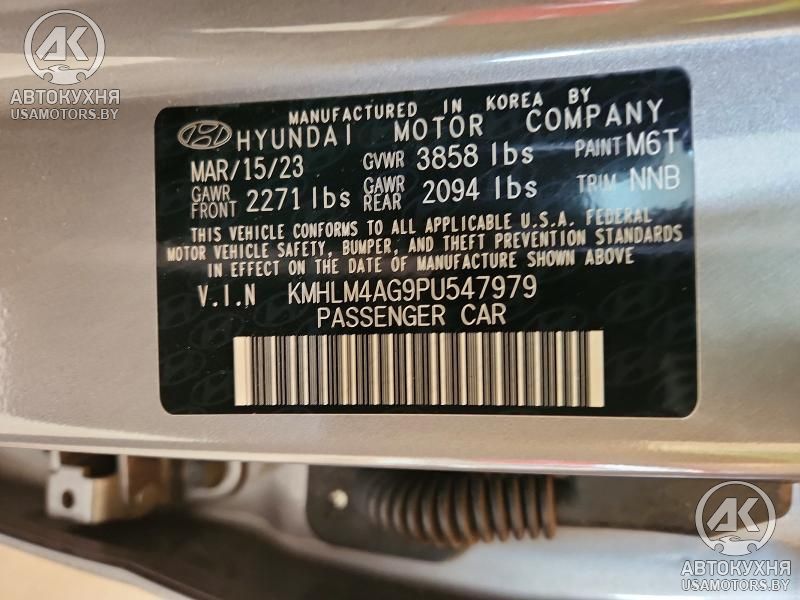 АК
АВТОКУХНЯ
USAMOTORS.BY
MANUFACTURED IN KOREA BY
HYUNDAI MOTOR COMPANY
MAR/15/23 GVWR 3858 lbs PAINT M6T
GAWR FRONT 2271 lbs GAWR REAR 2094 lbs TRIM NNB
THIS VEHICLE CONFORMS TO ALL APPLICABLE U.S.A. FEDERAL
MOTOR VEHICLE SAFETY, BUMPER, AND THEFT PREVENTION STANDARDS
IN EFFECT ON THE DATE OF MANUFACTURE SHOWN ABOVE.
V.I.N KMHLM4AG9PU547979
PASSENGER CAR
АК
АВТОКУХНЯ
USAMOTORS.BY